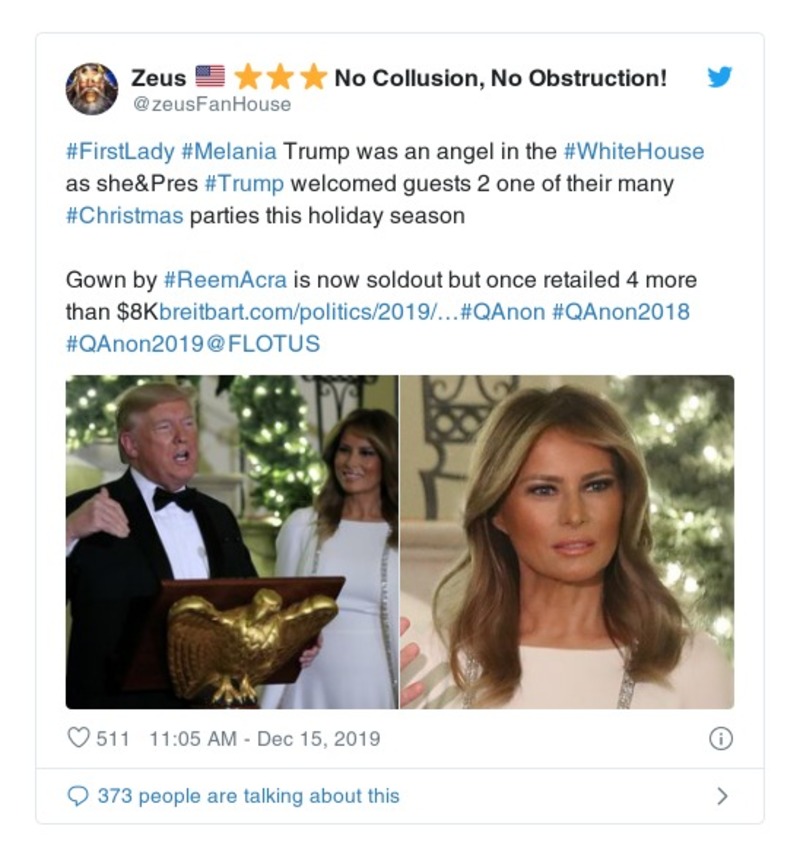 Zeus 🇺🇸 ⭐⭐⭐ No Collusion, No Obstruction!
@zeusFanHouse
#FirstLady #Melania Trump was an angel in the #WhiteHouse
as she&Pres #Trump welcomed guests 2 one of their many
#Christmas parties this holiday season
Gown by #ReemAcra is now soldout but once retailed 4 more
than $8Kbreitbart.com/politics/2019/…#QAnon #QAnon2018
#QAnon2019@FLOTUS
511 11:05 AM - Dec 15, 2019
373 people are talking about this